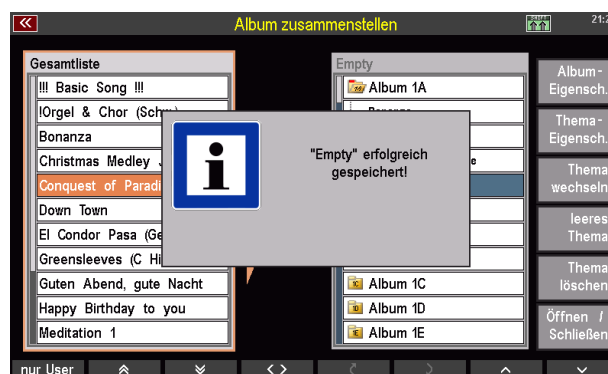 Album zusammenstellen
21:2
Gesamtliste
!!! Basic Song !!!
!Orgel & Chor
Bonanza
Christmas Medley
Conquest of Paradi
Down Town
El Condor Pasa (Ge
Greensleeves (C Hi
Guten Abend, gute Nacht
Happy Birthday to you
Meditation 1
Empty
Album 1A
Album 1C
Album 1D
Album 1E
"Empty" erfolgreich
gespeichert!
Album-
Eigensch.
Thema-
Eigensch.
Thema
wechseln
leeres
Thema
Thema
löschen
Öffnen /
Schließen
nur User